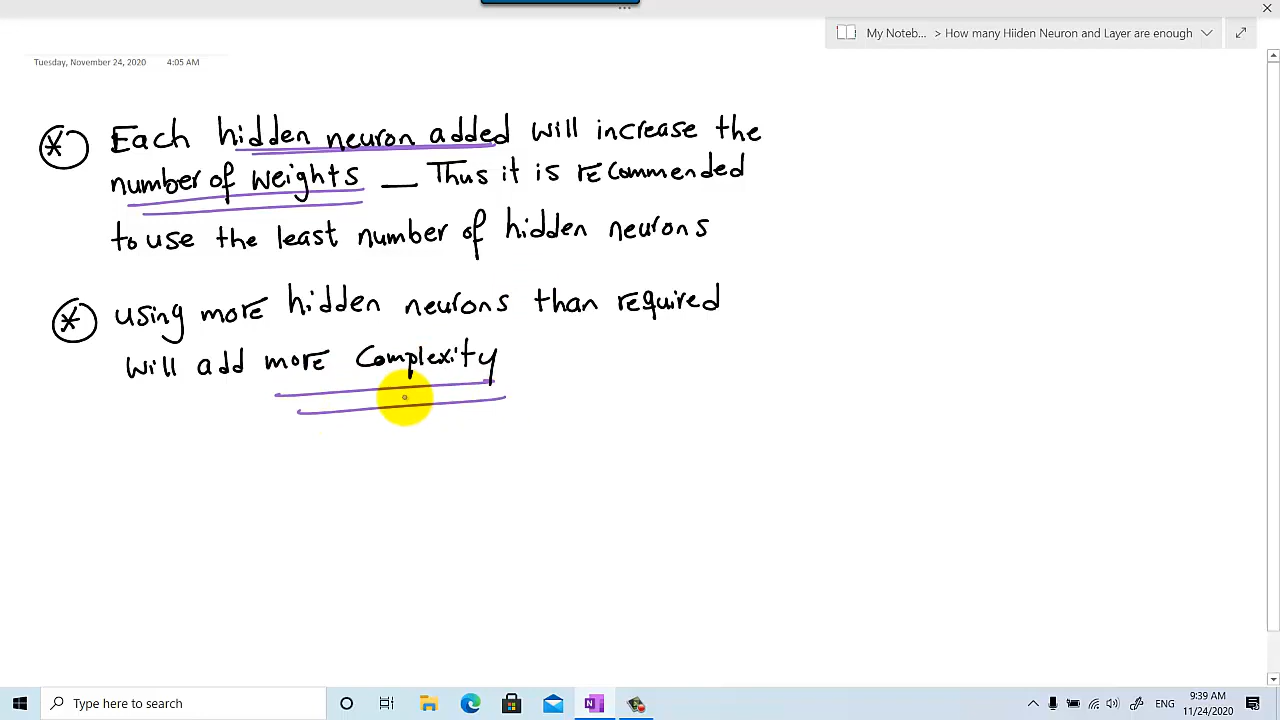 My Noteb... > How many Hiiden Neuron and Layer are enough
Tuesday, November 24, 2020 4:05 AM
Each hidden neuron added will increase the
number of weights — Thus it is recommended
to use the least number of hidden neurons
using more hidden neurons than required
will add more Complexity
Type here to search
ENG
9:39 AM
11/24/2020